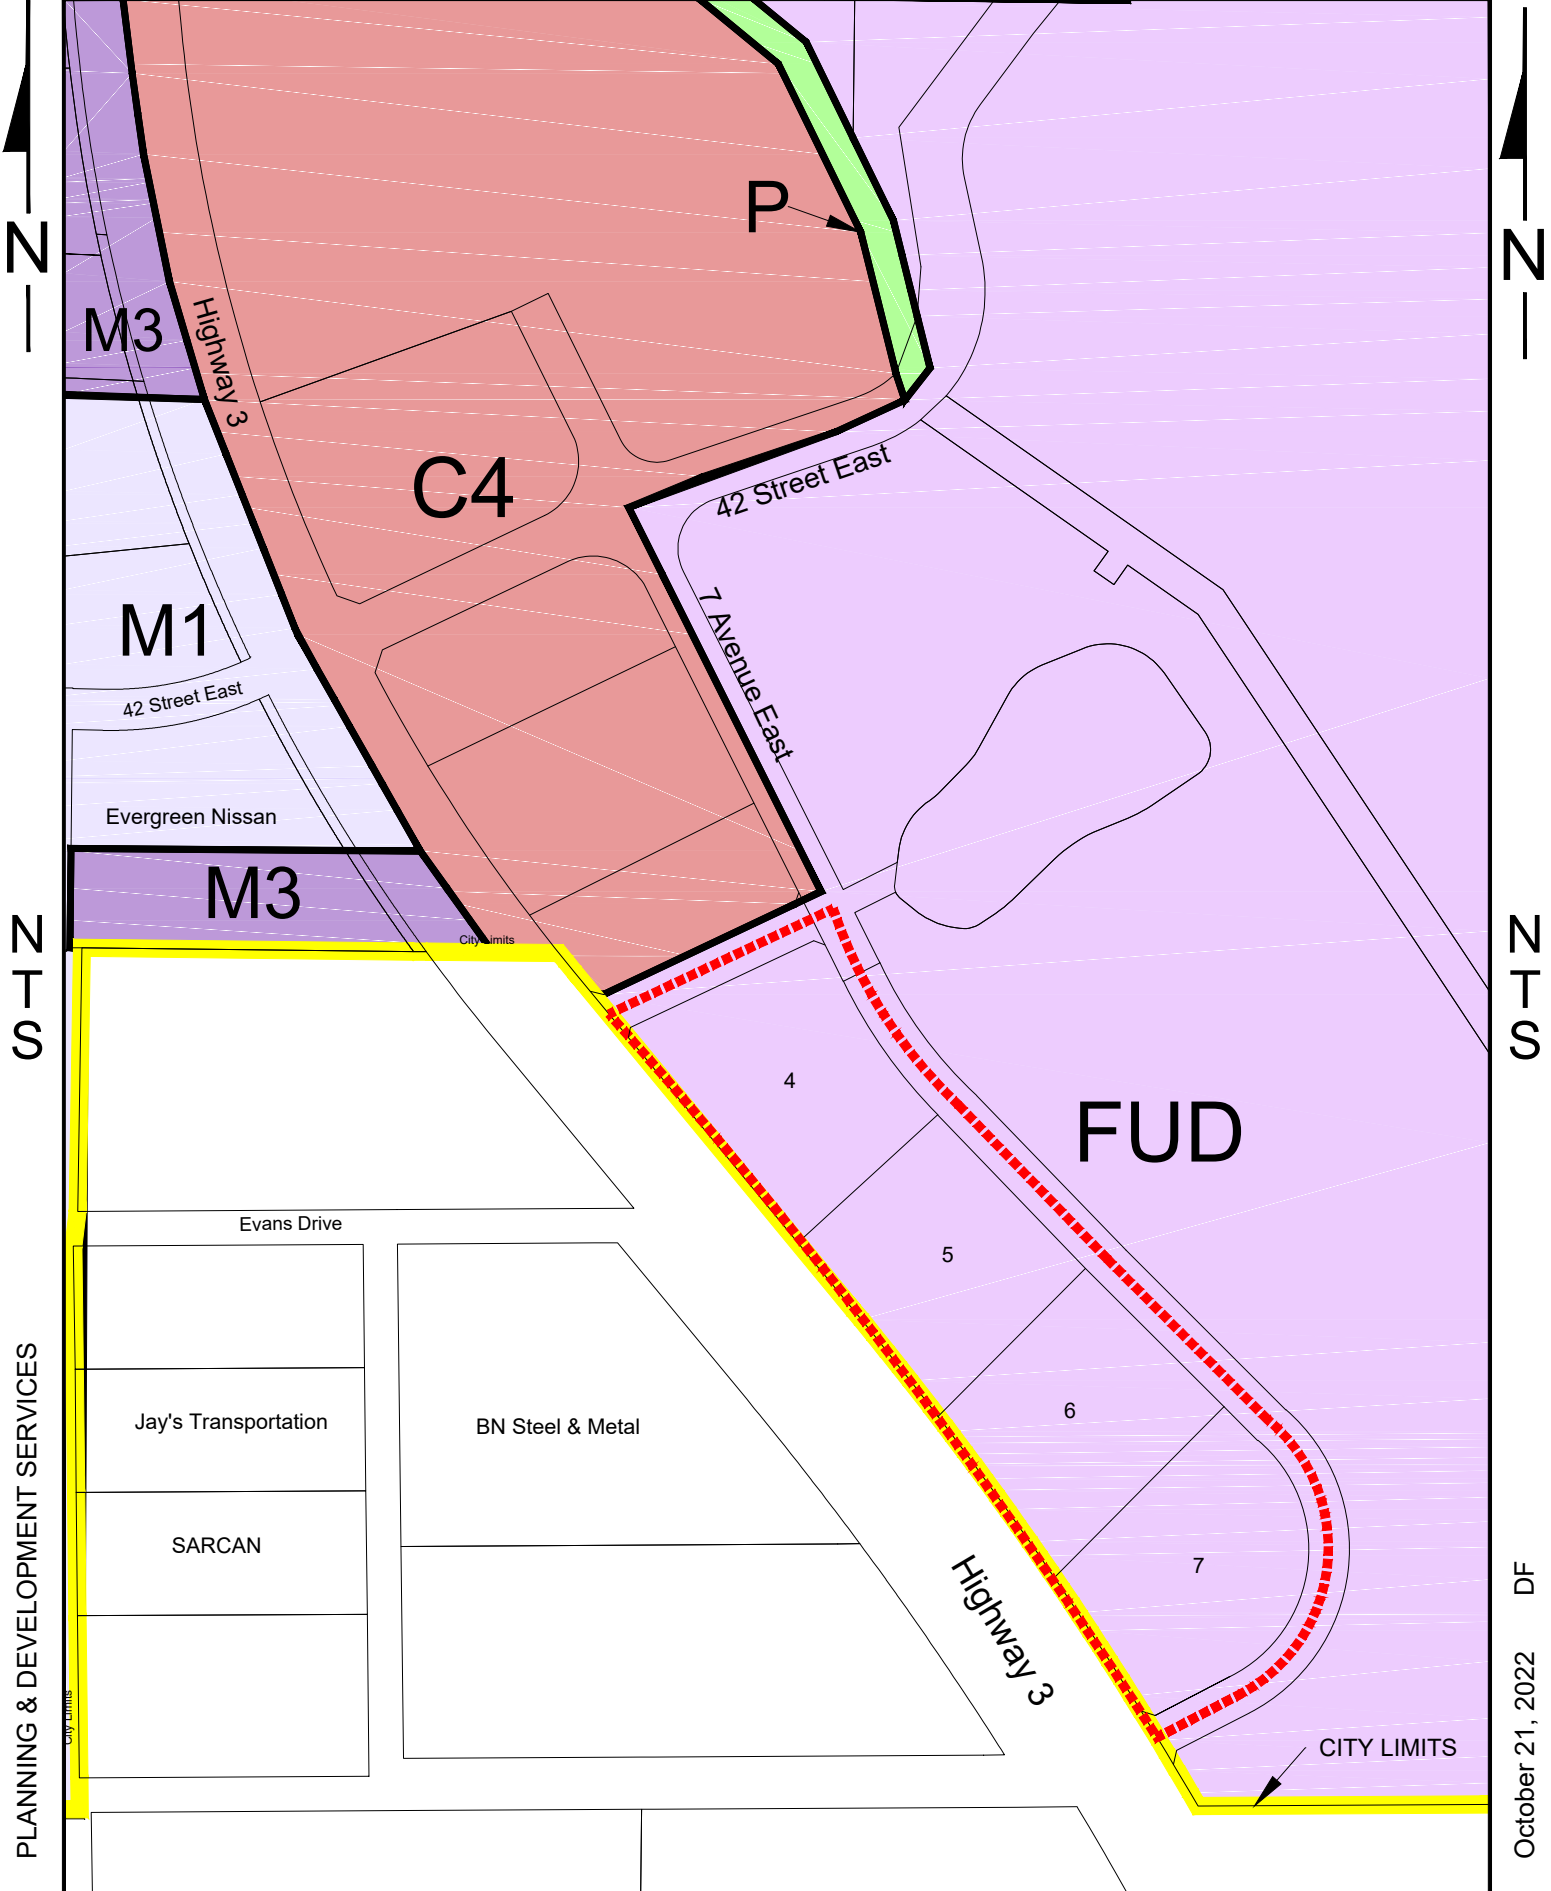 N
N
P
M3
Highway 3
C4
42 Street East
7 Avenue East
M1
42 Street East
Evergreen Nissan
M3
City Limits
N
T
S
N
T
S
4
FUD
Evans Drive
5
Jay's Transportation
BN Steel & Metal
6
SARCAN
7
Highway 3
City Limits
CITY LIMITS
PLANNING & DEVELOPMENT SERVICES
October 21, 2022 DF